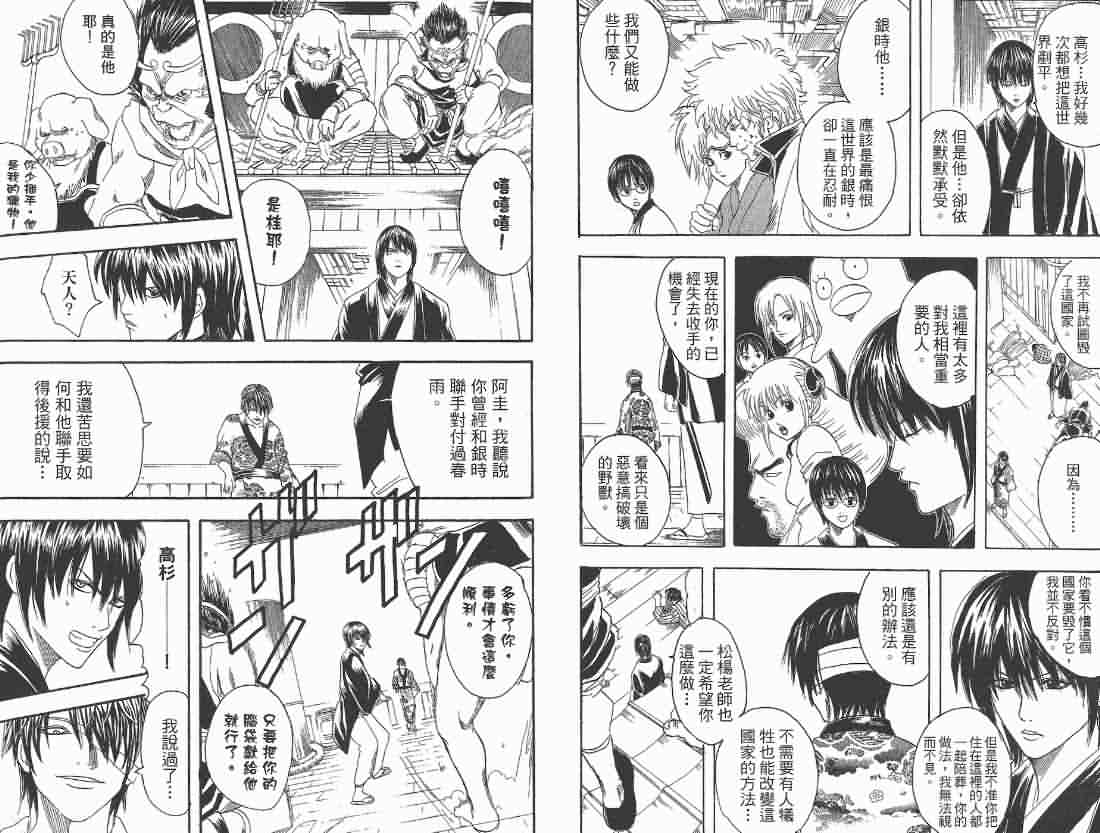 高杉…我好幾
次都想把這世
界剷平。
但是他…卻依
然默默承受。
銀時他…
我們又能做
些什麼？
應該是最痛恨
這世界的銀時，
卻一直在忍耐。
我不再試圖毀
了這國家。
因為……
這裡有太多
對我相當重
要的人。
現在的你，已
經失去收手的
機會了，
看來只是個
惡意搞破壞
的野獸。
你看不慣這個
國家要毀了它，
我並不反對。
但是我不准你把
住在這裡的人都
一起陪葬，你的
做法，我無法視
而不見。
應該還是有
別的辦法。
不需要有人犧
牲也能改變這
國家的方法…
松楊老師也
一定希望你
這麼做…
嘻
嘻嘻！
是桂耶！
真的是他
耶！
你少搬弄，他
是我的獵物！
天人？
阿圭，我聽說
你曾經和銀時
聯手對付過春
雨。
我還苦思要如
何和他聯手取
得後援的說…
ザザッ
多虧了你，
事情才會這麼
順利。
只要把你的
腦袋獻給他
就行了。
高杉
——！
我說過了…